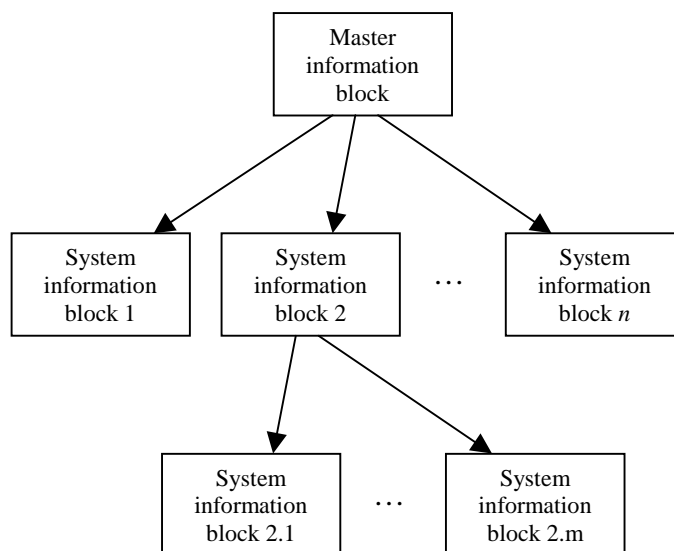 Master
information
block
System
information
block 1
System
information
block 2
...
System
information
block n
System
information
block 2.1
...
System
information
block 2.m